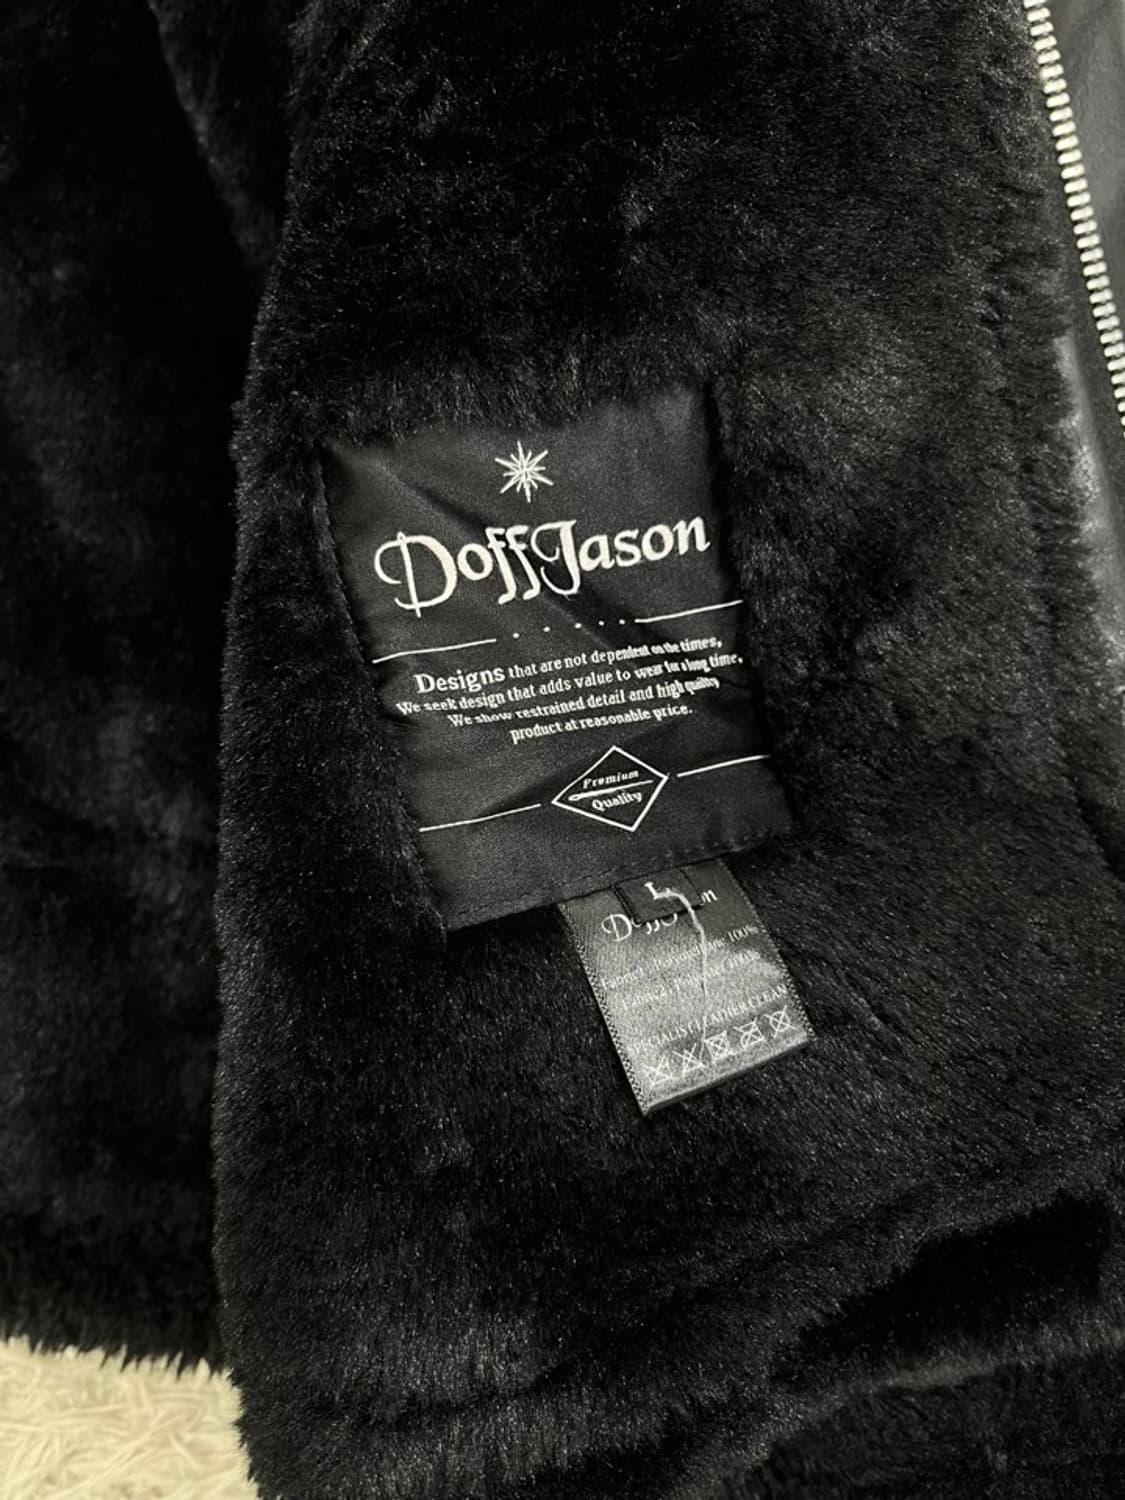 DoffJason
Designs that are not dependent on the times,
We seek design that adds value to wear for a long time.
We show restrained detail and high quality
product at reasonable price.
Premium
Quality
L
100%
SPECIALIST LEATHER CLEAN